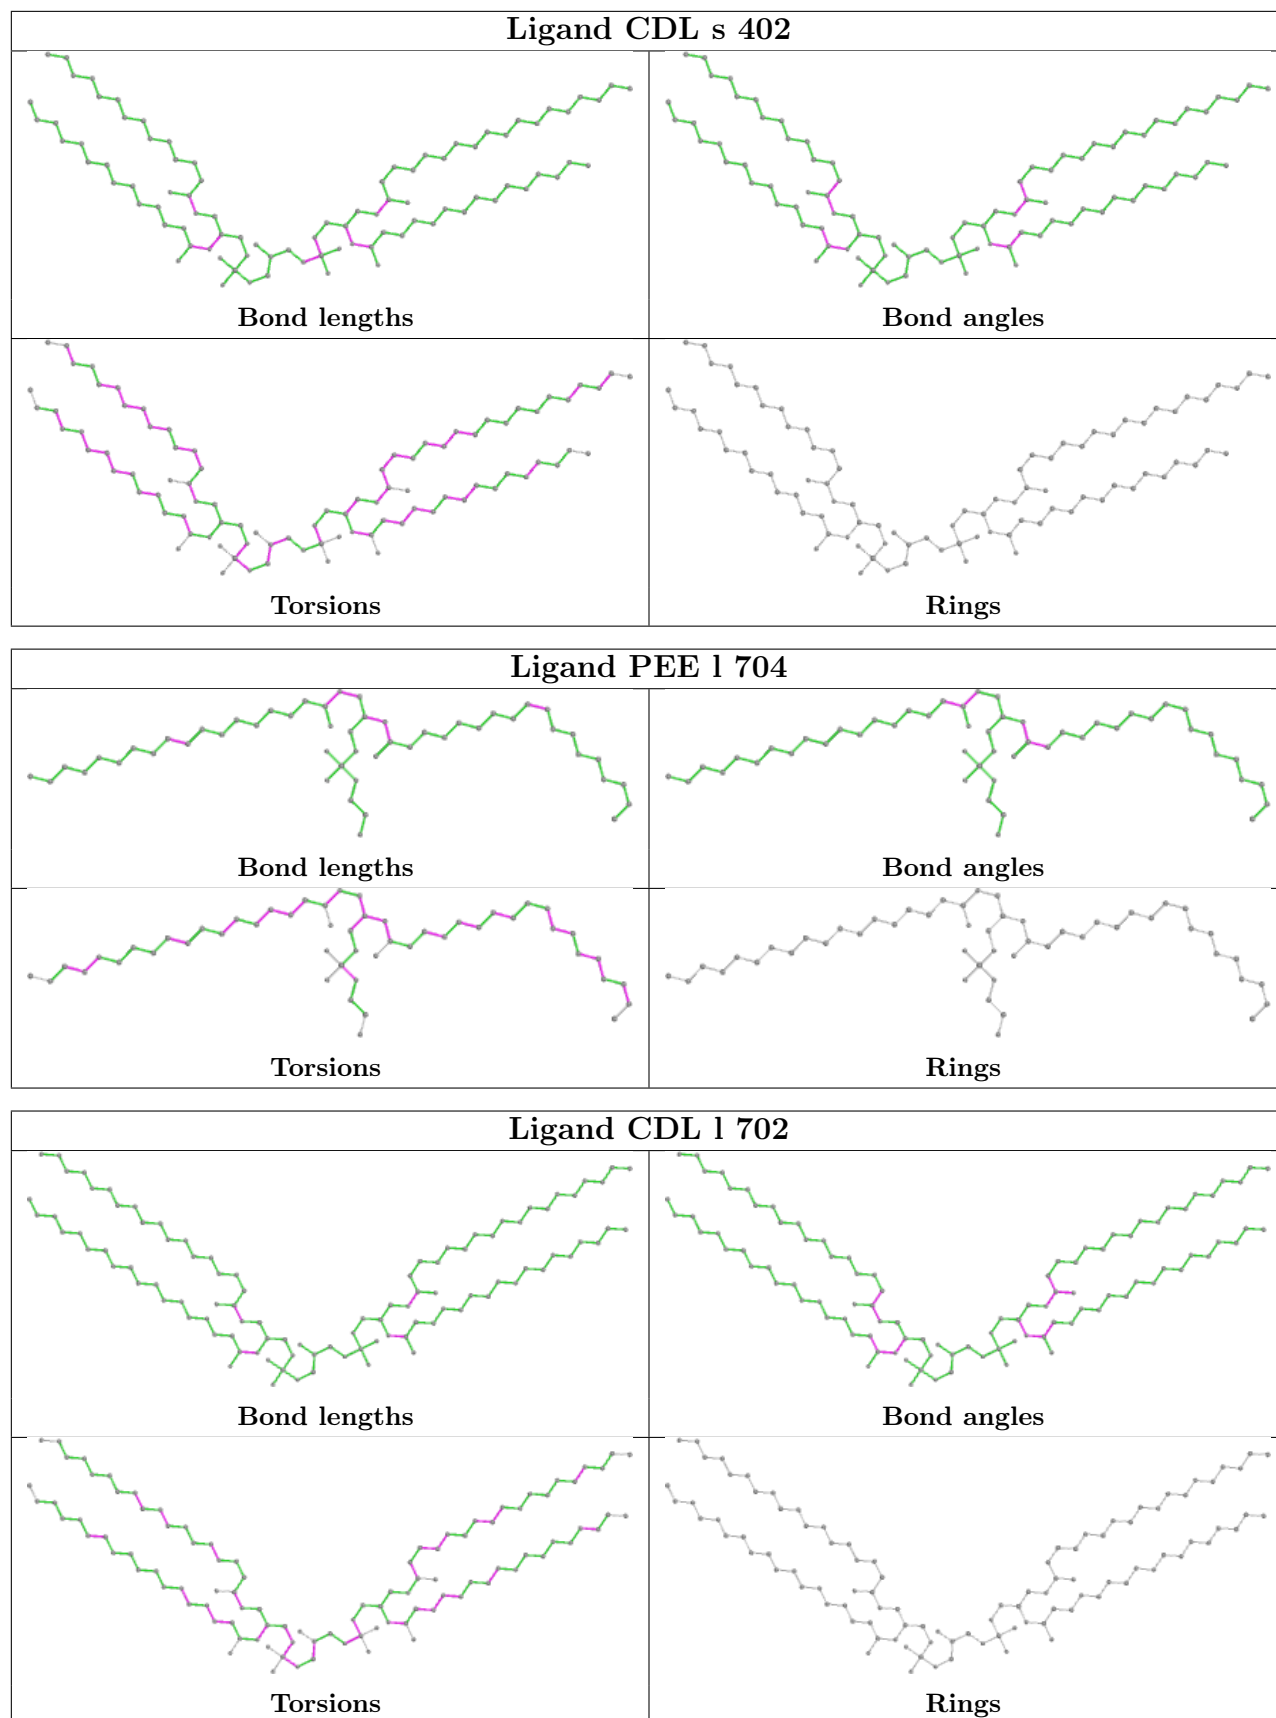 Ligand CDL s 402
Bond lengths
Bond angles
Torsions
Rings
Ligand PEE l 704
Bond lengths
Bond angles
Torsions
Rings
Ligand CDL l 702
Bond lengths
Bond angles
Torsions
Rings